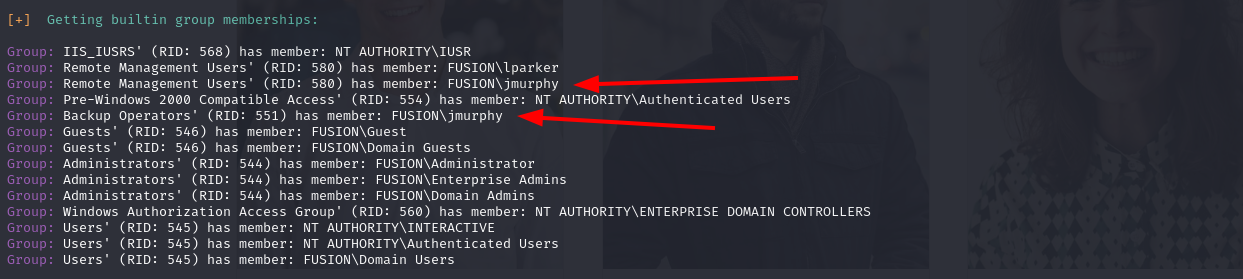 [+]  Getting builtin group memberships:
Group: IIS_IUSRS' (RID: 568) has member: NT AUTHORITY\IUSR
Group: Remote Management Users' (RID: 580) has member: FUSION\lparker
Group: Remote Management Users' (RID: 580) has member: FUSION\jmurphy
Group: Pre-Windows 2000 Compatible Access' (RID: 554) has member: NT AUTHORITY\Authenticated Users
Group: Backup Operators' (RID: 551) has member: FUSION\jmurphy
Group: Guests' (RID: 546) has member: FUSION\Guest
Group: Guests' (RID: 546) has member: FUSION\Domain Guests
Group: Administrators' (RID: 544) has member: FUSION\Administrator
Group: Administrators' (RID: 544) has member: FUSION\Enterprise Admins
Group: Administrators' (RID: 544) has member: FUSION\Domain Admins
Group: Windows Authorization Access Group' (RID: 560) has member: NT AUTHORITY\ENTERPRISE DOMAIN CONTROLLERS
Group: Users' (RID: 545) has member: NT AUTHORITY\INTERACTIVE
Group: Users' (RID: 545) has member: NT AUTHORITY\Authenticated Users
Group: Users' (RID: 545) has member: FUSION\Domain Users